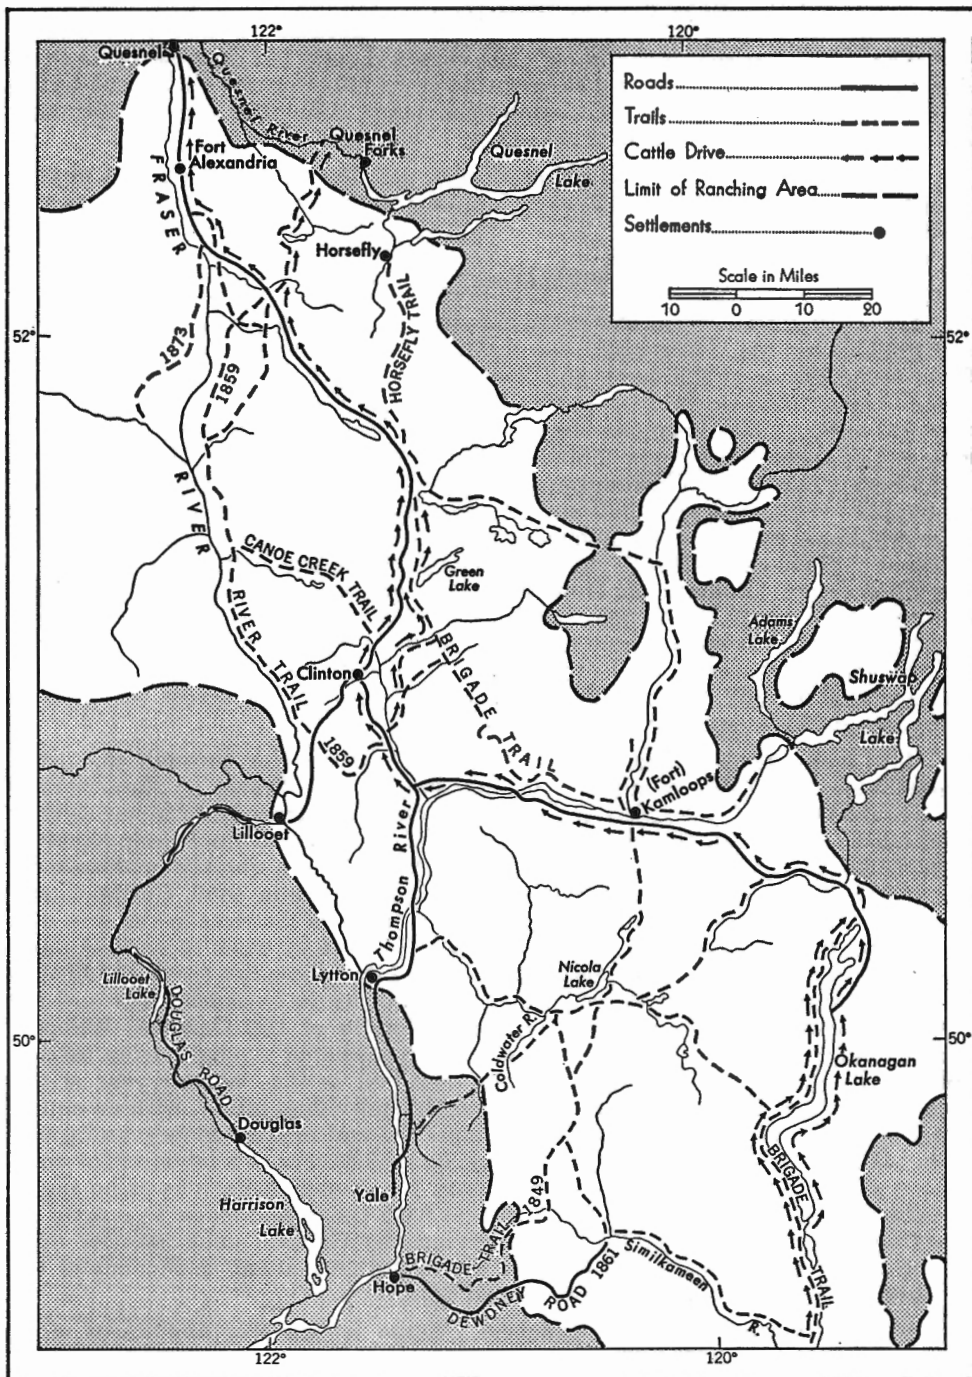 122°
120°
Quesnel
Quesnel River
Roads
Trails
Cattle Drive
Limit of Ranching Area
Settlements
Scale in Miles
10 0 10 20
Quesnel
Forks
Quesnel
Lake
Fort
Alexandria
FRASER
Horsefly
HORSEFLY TRAIL
52°
52°
1873
1859
RIVER
CANOE CREEK TRAIL
Green
Lake
RIVER TRAIL
Adams
Lake
Clinton
BRIGADE TRAIL
Shuswap
Lake
1859
(Fort)
Kamloops
Lillooet
Thompson River
Lytton
Nicola
Lake
Lillooet
Lake
DOUGLAS ROAD
Coldwater R.
50°
50°
Okanagan
Lake
Douglas
BRIGADE TRAIL
Yale
Harrison
Lake
1849
BRIGADE TRAIL
Similkameen R.
Hope
DEWDNEY ROAD 1861
122°
120°